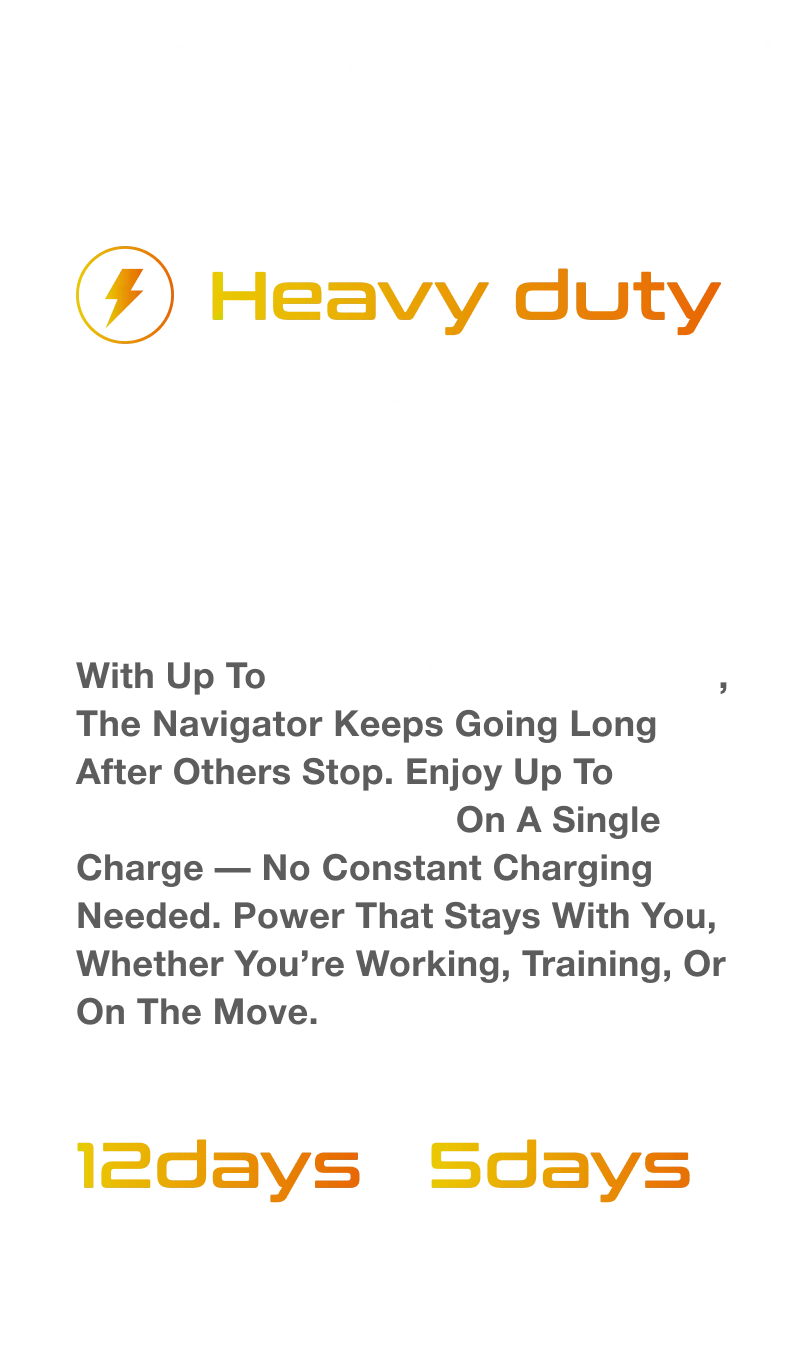 Heavy duty
With Up To ,
The Navigator Keeps Going Long
After Others Stop. Enjoy Up To
On A Single
Charge — No Constant Charging
Needed. Power That Stays With You,
Whether You’re Working, Training, Or
On The Move.
12days 5days